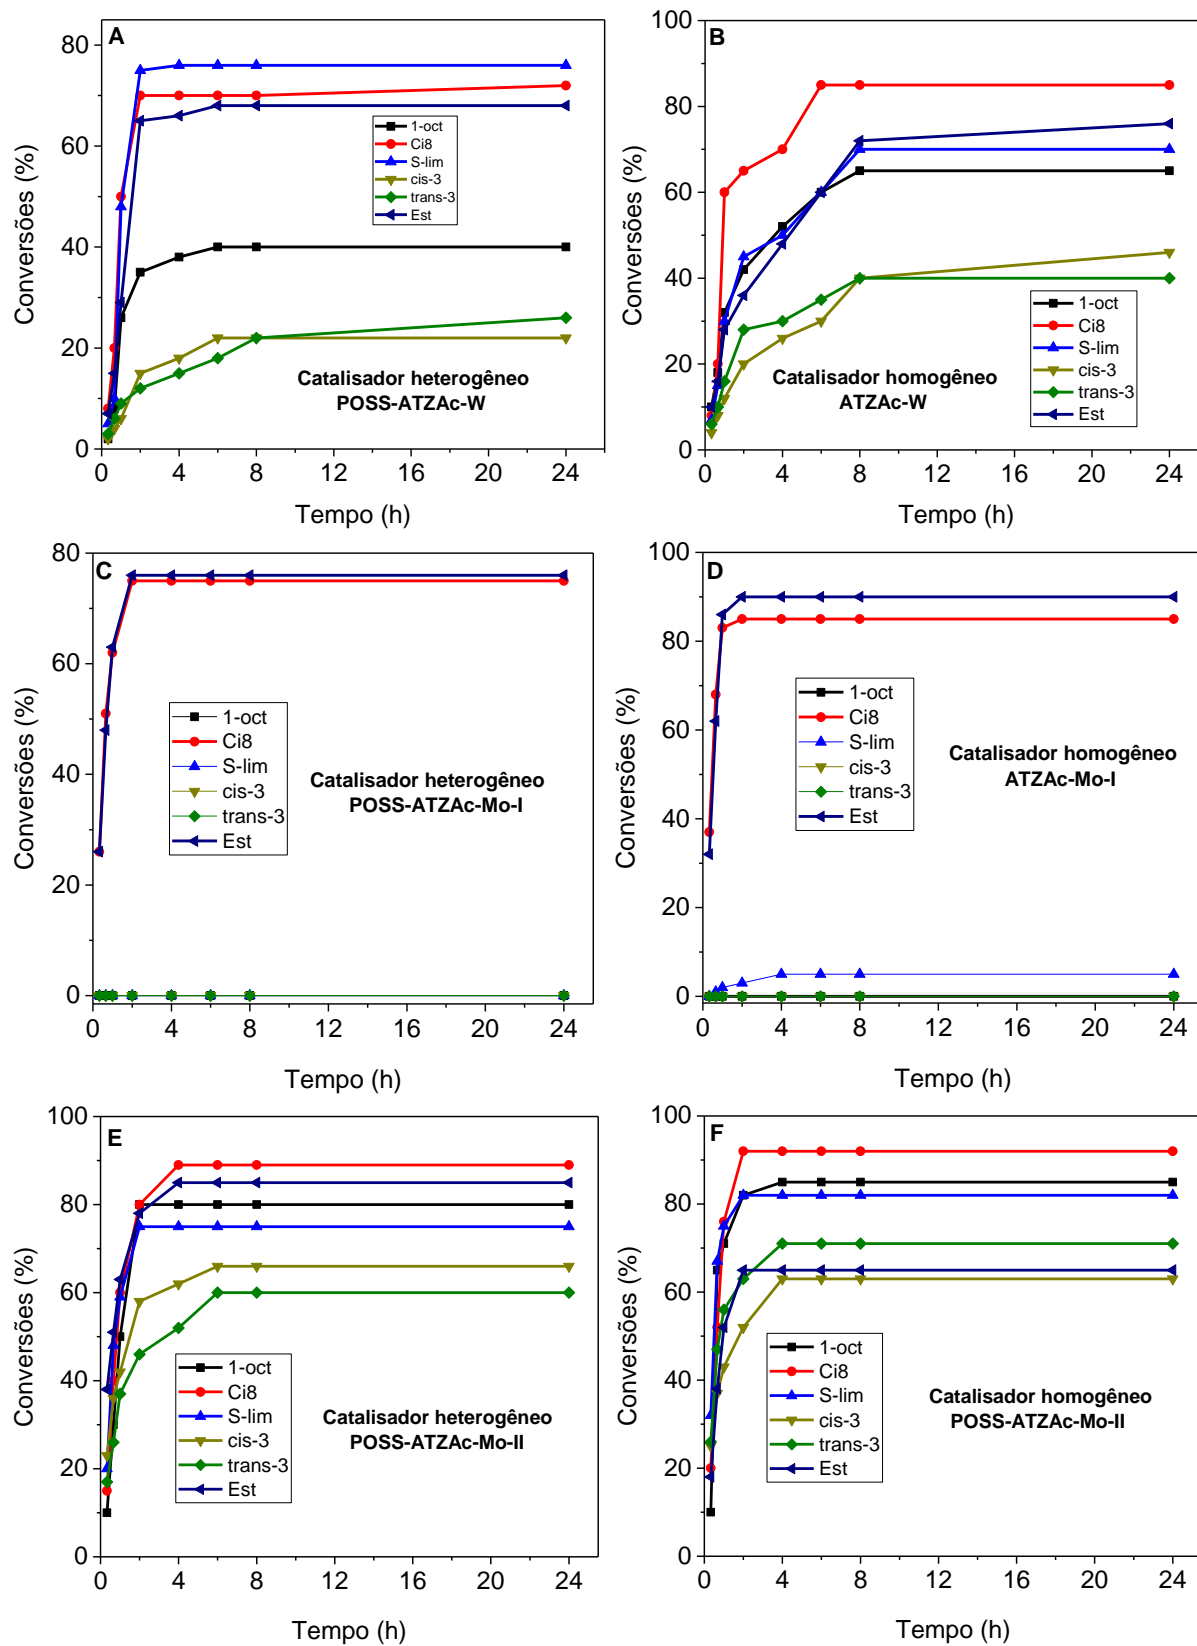 A
Conversões (%)
80
60
40
20
0
1-oct
Ci8
S-lim
cis-3
trans-3
Est
Catalisador heterogêneo
POSS-ATZAc-W
0 4 8 12 16 20 24
Tempo (h)
B
Conversões (%)
100
80
60
40
20
0
1-oct
Ci8
S-lim
cis-3
trans-3
Est
Catalisador homogêneo
ATZAc-W
0 4 8 12 16 20 24
Tempo (h)
C
Conversões (%)
80
60
40
20
0
1-oct
Ci8
S-lim
cis-3
trans-3
Est
Catalisador heterogêneo
POSS-ATZAc-Mo-I
0 4 8 12 16 20 24
Tempo (h)
D
Conversões (%)
100
80
60
40
20
0
1-oct
Ci8
S-lim
cis-3
trans-3
Est
Catalisador homogêneo
ATZAc-Mo-I
0 4 8 12 16 20 24
Tempo (h)
E
Conversões (%)
100
80
60
40
20
0
1-oct
Ci8
S-lim
cis-3
trans-3
Est
Catalisador heterogêneo
POSS-ATZAc-Mo-II
0 4 8 12 16 20 24
Tempo (h)
F
Conversões (%)
100
80
60
40
20
0
1-oct
Ci8
S-lim
cis-3
trans-3
Est
Catalisador homogêneo
POSS-ATZAc-Mo-II
0 4 8 12 16 20 24
Tempo (h)